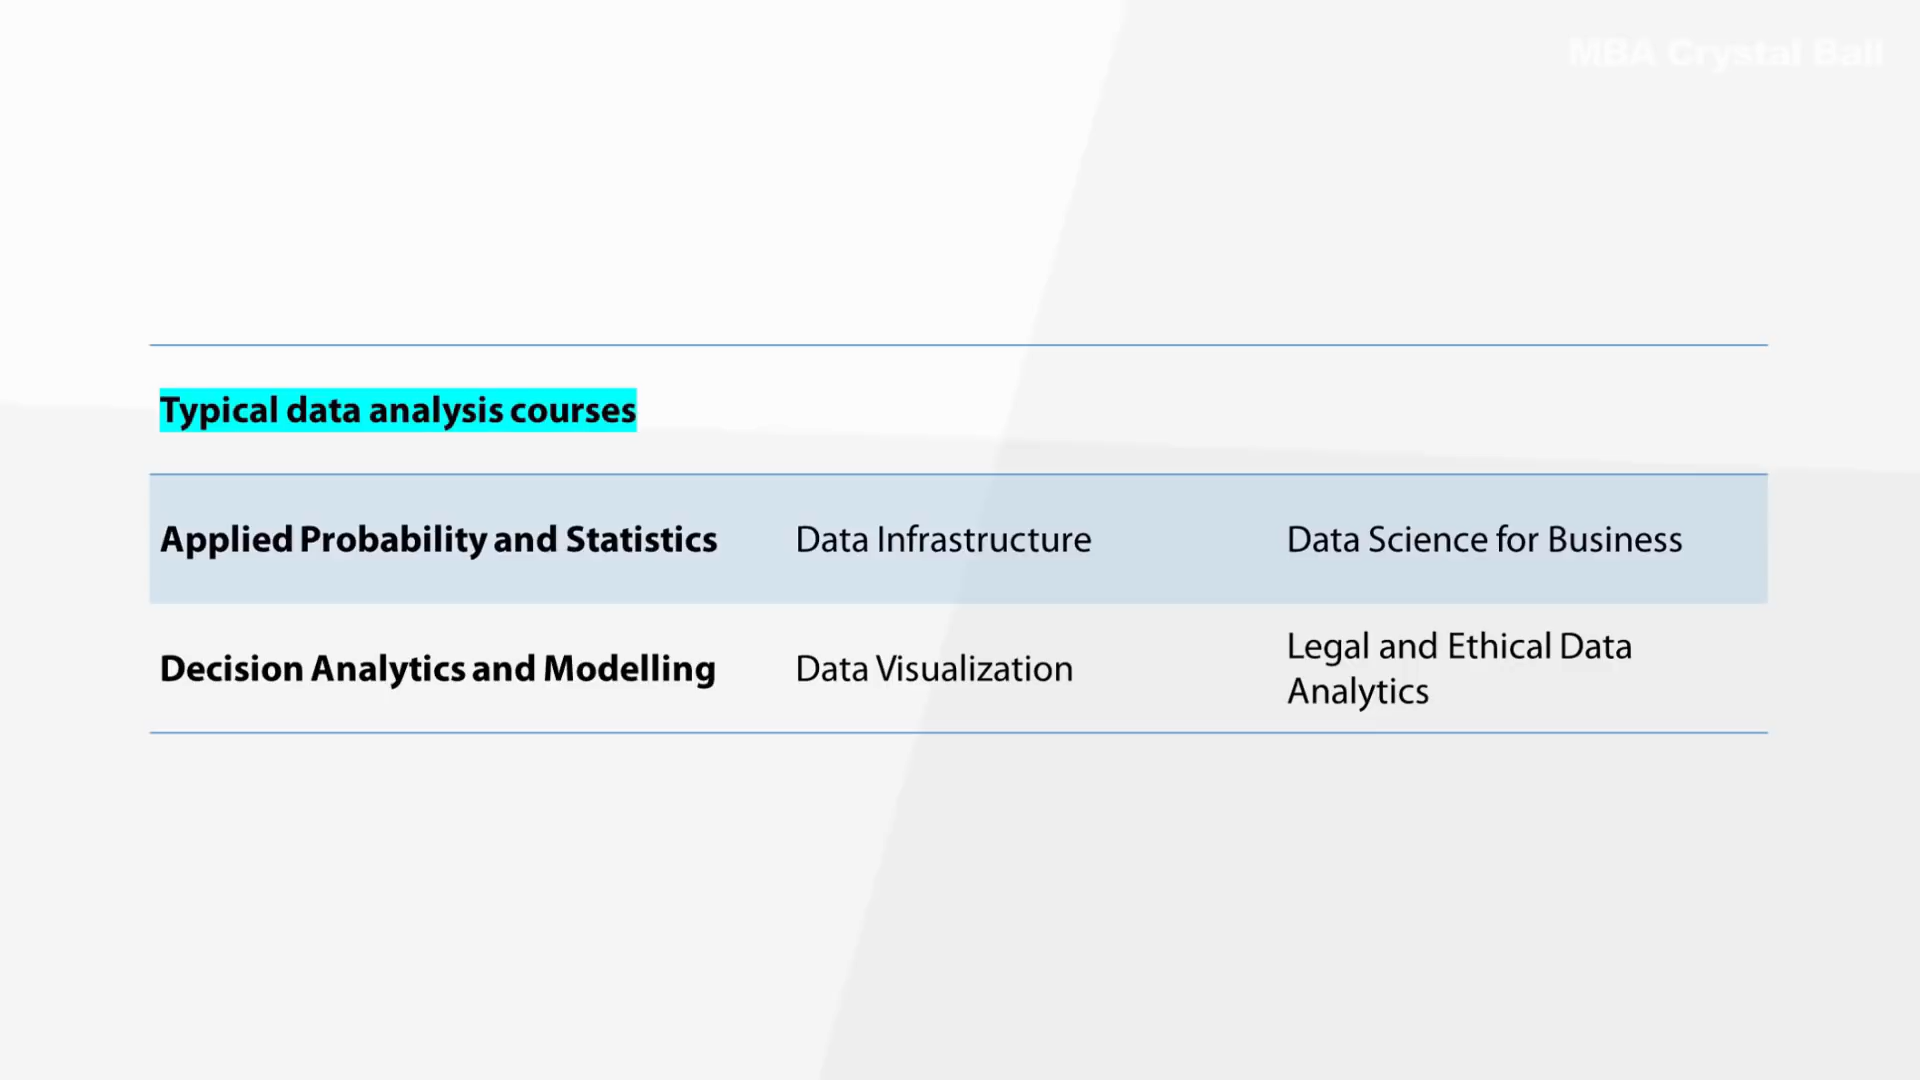 MBA Crystal Ball
Typical data analysis courses
Applied Probability and Statistics Data Infrastructure Data Science for Business
Decision Analytics and Modelling Data Visualization Legal and Ethical Data
Analytics